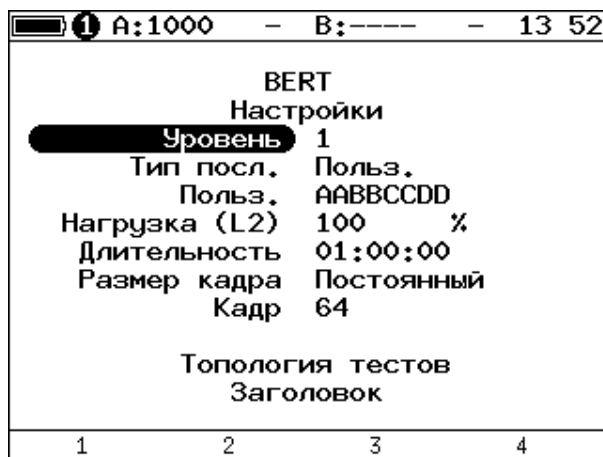 1 A:1000 – B:---- – 13 52
BERT
Настройки
Уровень 1
Тип посл. Польз.
Польз. AABBCCDD
Нагрузка (L2) 100 %
Длительность 01:00:00
Размер кадра Постоянный
Кадр 64
Топология тестов
Заголовок
1 2 3 4